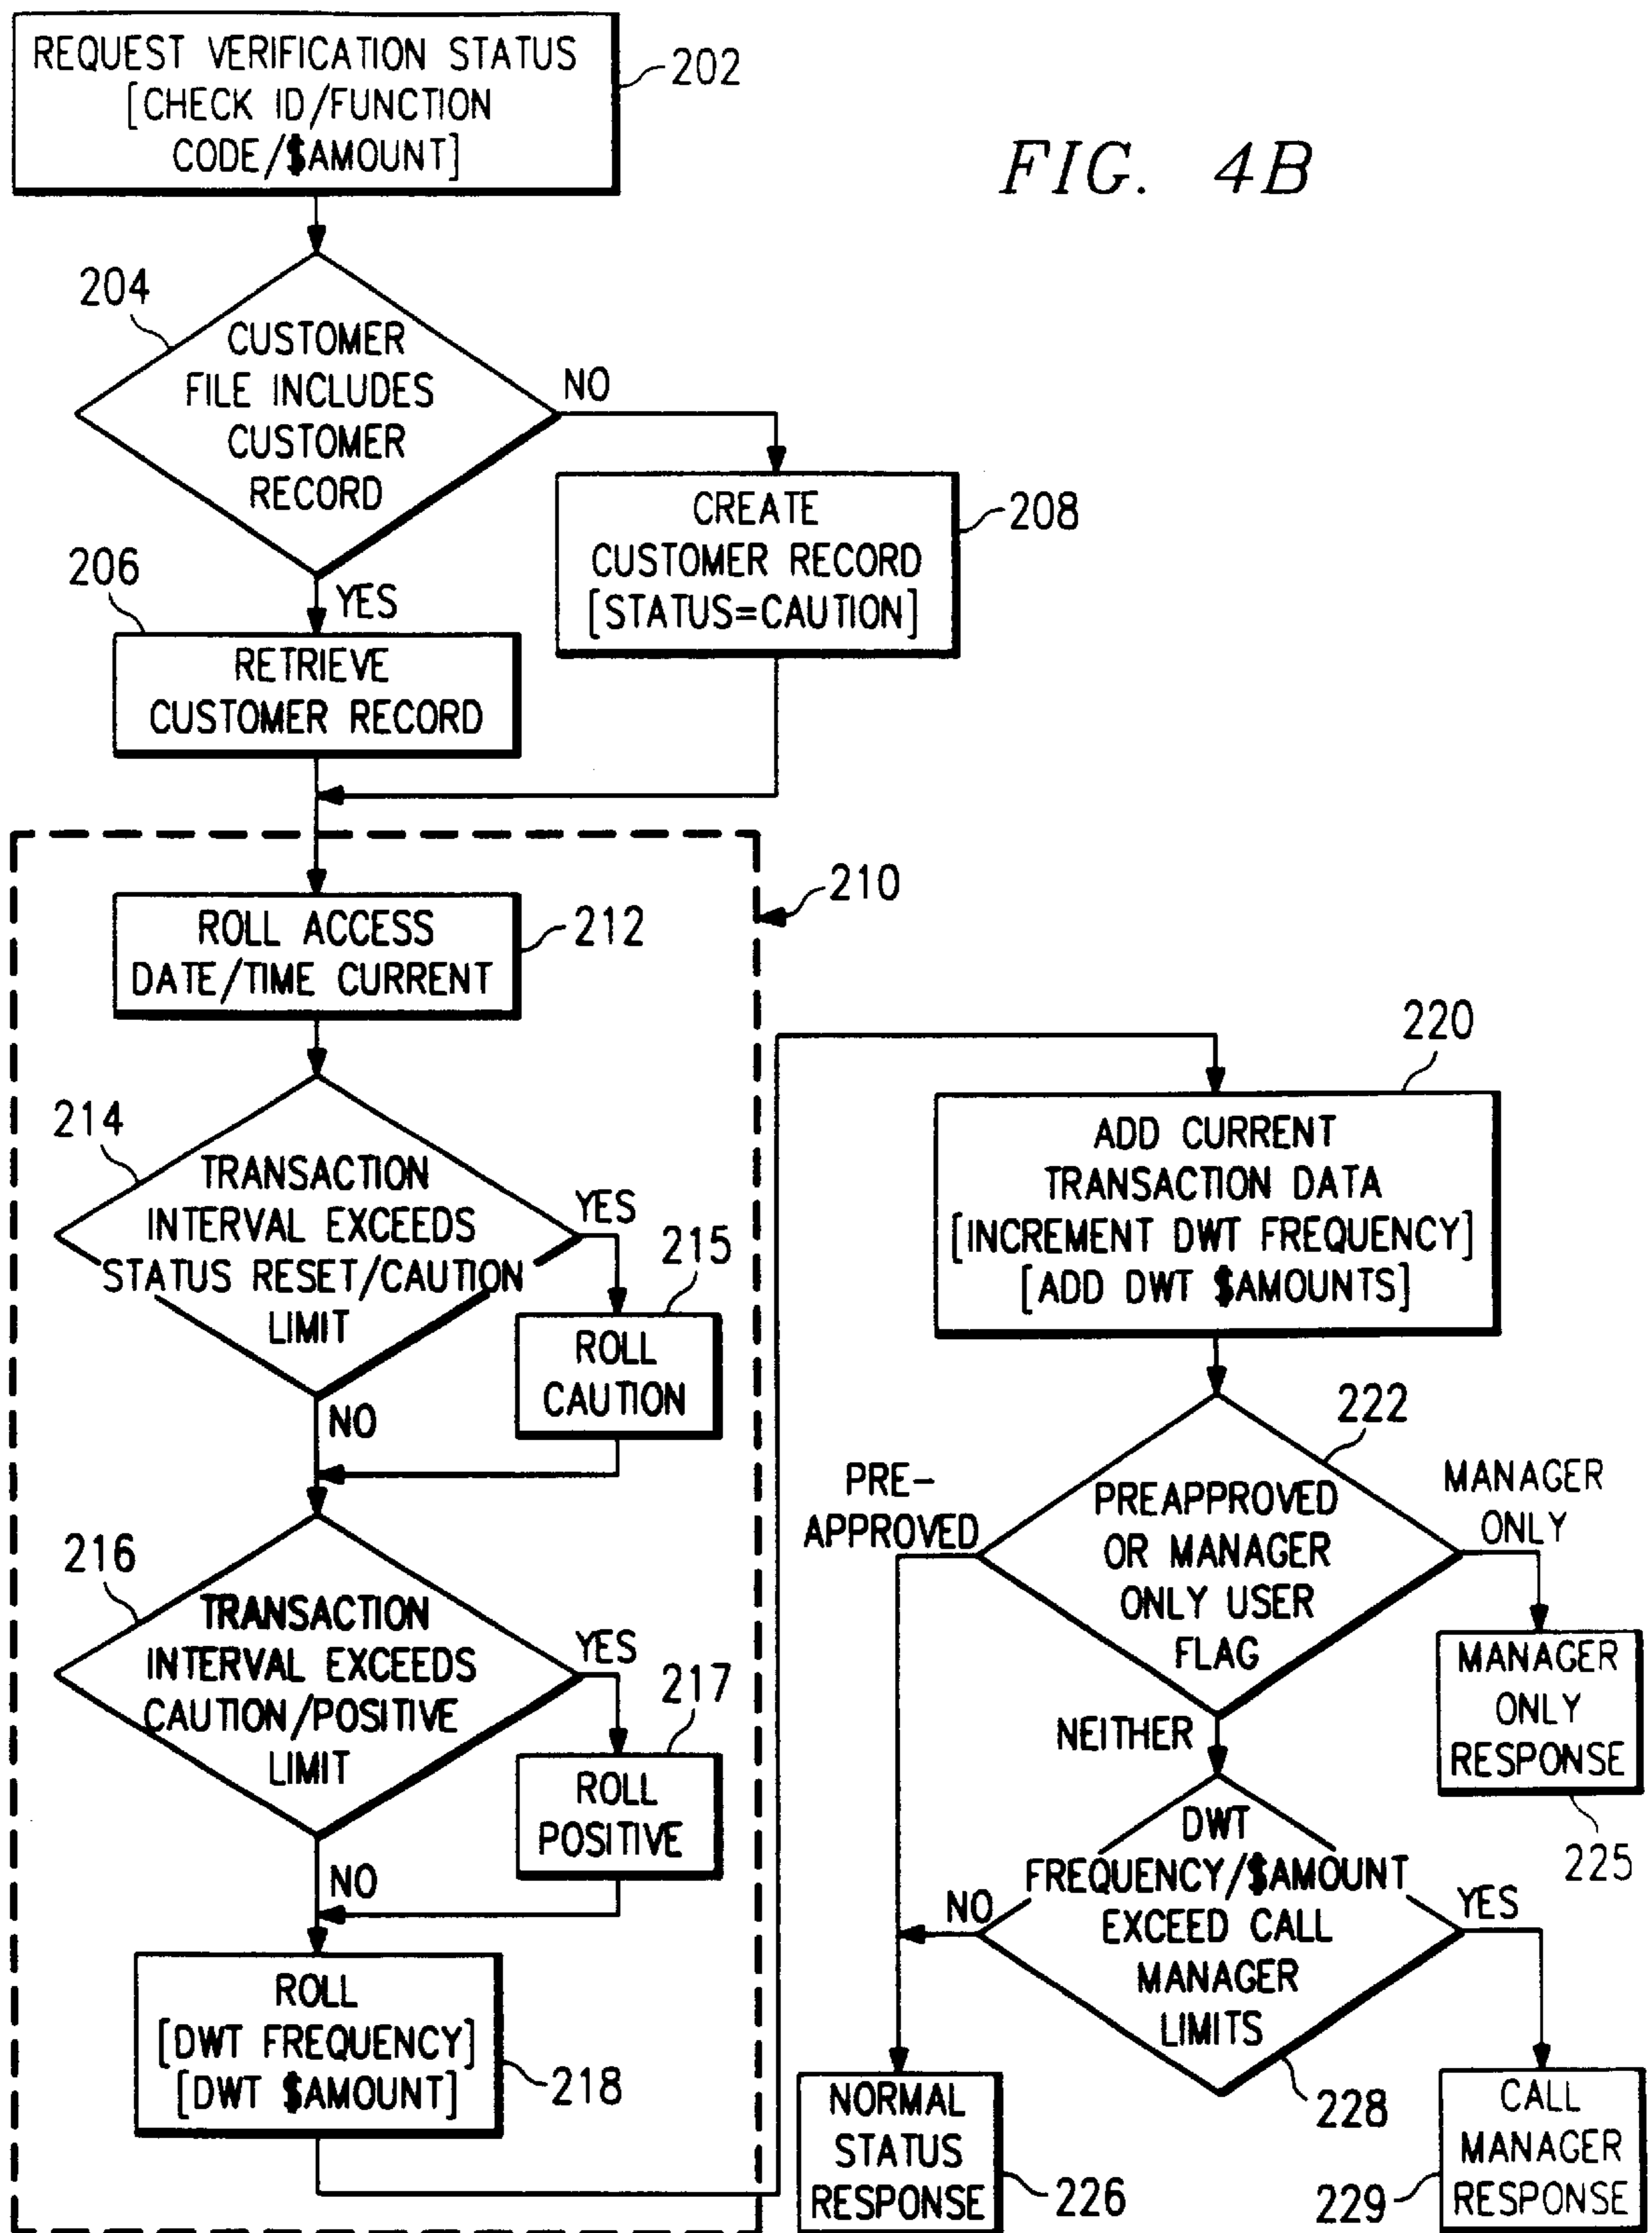 REQUEST VERIFICATION STATUS
[CHECK ID/FUNCTION
CODE/$AMOUNT]
202
FIG. 4B
204
CUSTOMER
FILE INCLUDES
CUSTOMER
RECORD
NO
YES
206
RETRIEVE
CUSTOMER RECORD
CREATE
CUSTOMER RECORD
[STATUS=CAUTION]
208
210
ROLL ACCESS
DATE/TIME CURRENT
212
214
TRANSACTION
INTERVAL EXCEEDS
STATUS RESET/CAUTION
LIMIT
YES
215
ROLL
CAUTION
NO
216
TRANSACTION
INTERVAL EXCEEDS
CAUTION/POSITIVE
LIMIT
YES
217
ROLL
POSITIVE
NO
ROLL
[DWT FREQUENCY]
[DWT $AMOUNT]
218
220
ADD CURRENT
TRANSACTION DATA
[INCREMENT DWT FREQUENCY]
[ADD DWT $AMOUNTS]
222
PRE-
APPROVED
PREAPPROVED
OR MANAGER
ONLY USER
FLAG
MANAGER
ONLY
MANAGER
ONLY
RESPONSE
225
NEITHER
DWT
FREQUENCY/$AMOUNT
EXCEED CALL
MANAGER
LIMITS
NO
YES
228
NORMAL
STATUS
RESPONSE
226
CALL
MANAGER
RESPONSE
229